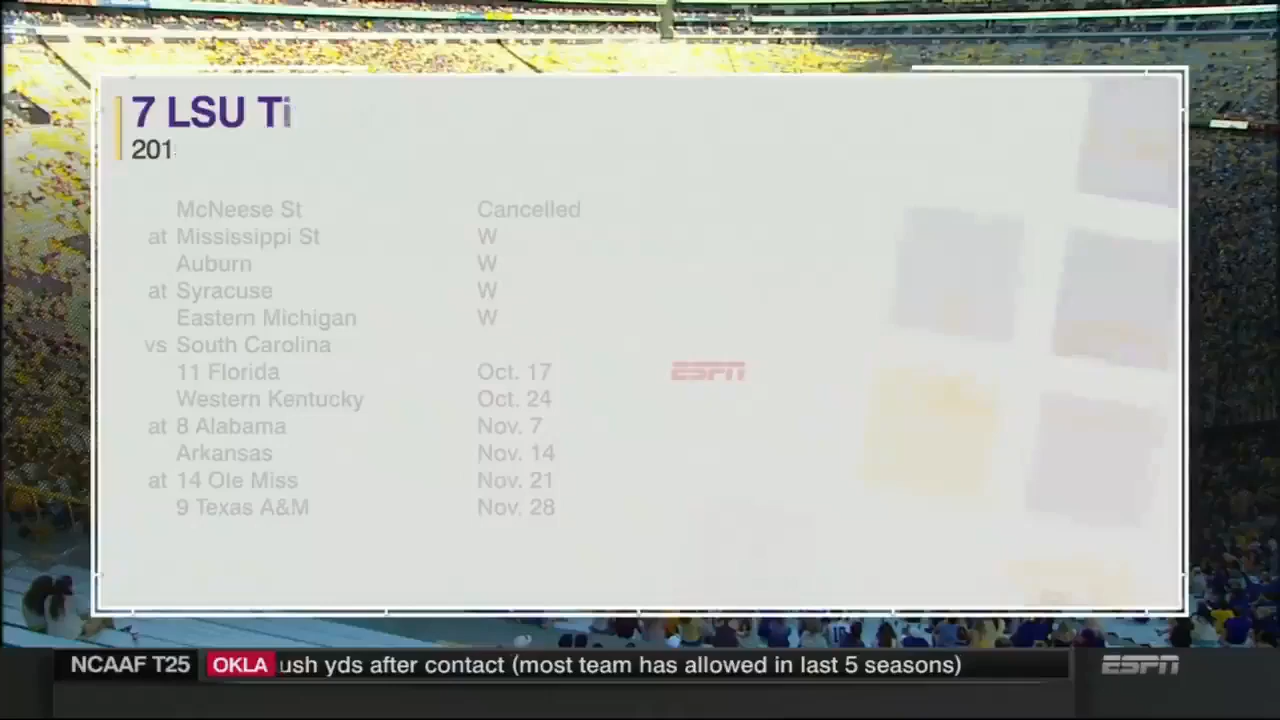 7 LSU Ti
201
McNeese St Cancelled
at Mississippi St W
Auburn W
at Syracuse W
Eastern Michigan W
vs South Carolina
11 Florida Oct. 17 ESPN
Western Kentucky Oct. 24
at 8 Alabama Nov. 7
Arkansas Nov. 14
at 14 Ole Miss Nov. 21
9 Texas A&M Nov. 28
NCAAF T25 OKLA ush yds after contact (most team has allowed in last 5 seasons) ESPN